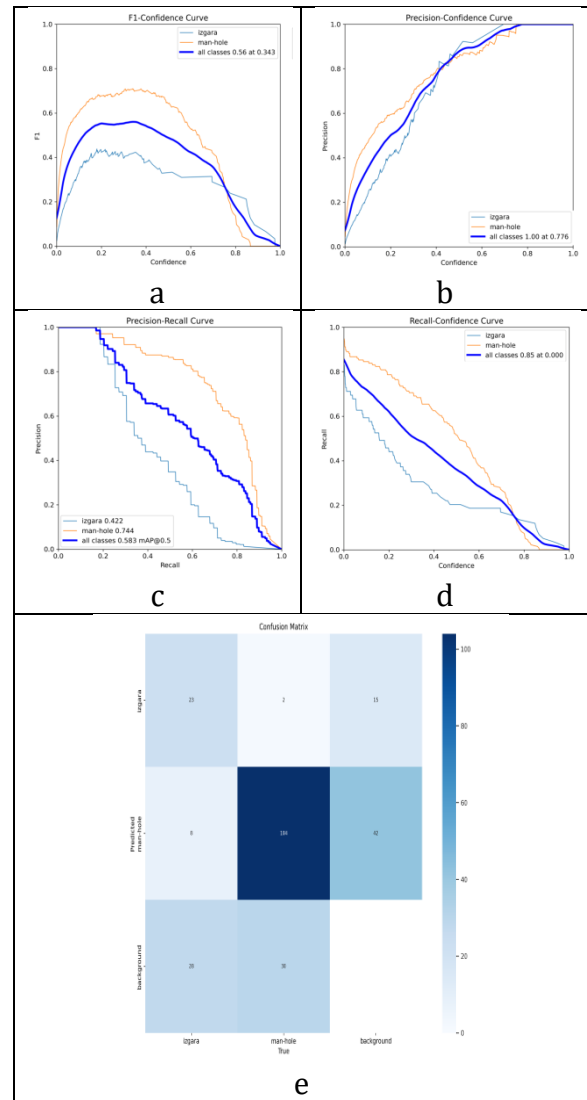 F1-Confidence Curve
izgara
man-hole
all classes 0.56 at 0.343
1.0
0.8
0.6
0.4
0.2
0.0
F1
0.0 0.2 0.4 0.6 0.8 1.0
Confidence
a
Precision-Confidence Curve
1.0
0.8
0.6
0.4
0.2
0.0
Precision
izgara
man-hole
all classes 1.00 at 0.776
0.0 0.2 0.4 0.6 0.8 1.0
Confidence
b
Precision-Recall Curve
1.0
0.8
0.6
0.4
0.2
0.0
Precision
izgara 0.422
man-hole 0.744
all classes 0.583 mAP@0.5
0.0 0.2 0.4 0.6 0.8 1.0
Recall
c
Recall-Confidence Curve
izgara
man-hole
all classes 0.85 at 0.000
1.0
0.8
0.6
0.4
0.2
0.0
Recall
0.0 0.2 0.4 0.6 0.8 1.0
Confidence
d
Confusion Matrix
izgara
2 15
Predicted
man-hole
104 42
background
izgara man-hole background
True
100
80
60
40
20
0
e